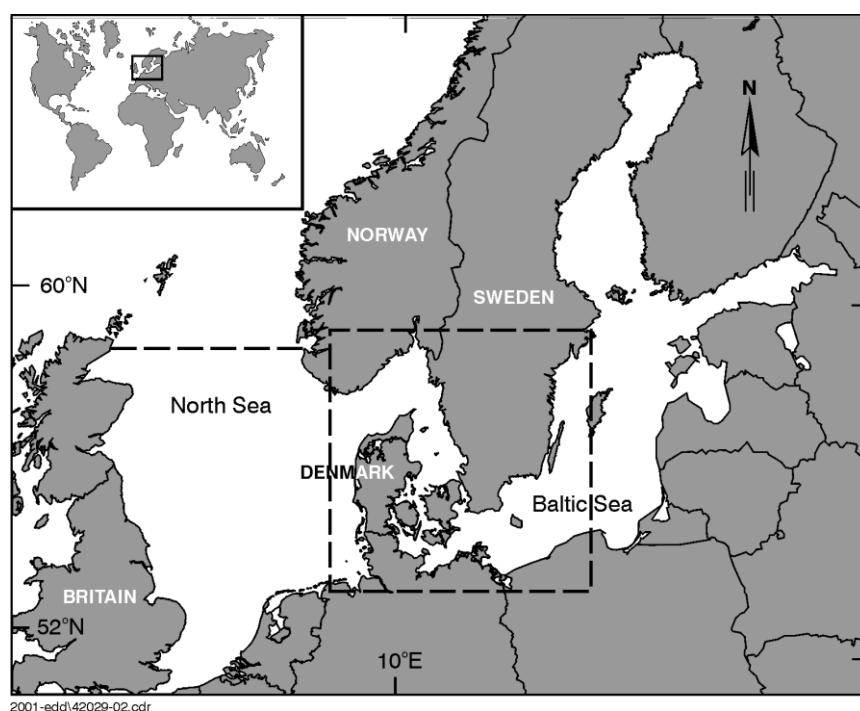 N
NORWAY
60°N
SWEDEN
North Sea
DENMARK
Baltic Sea
BRITAIN
52°N
10°E
2001-edd\42029-02.cdr